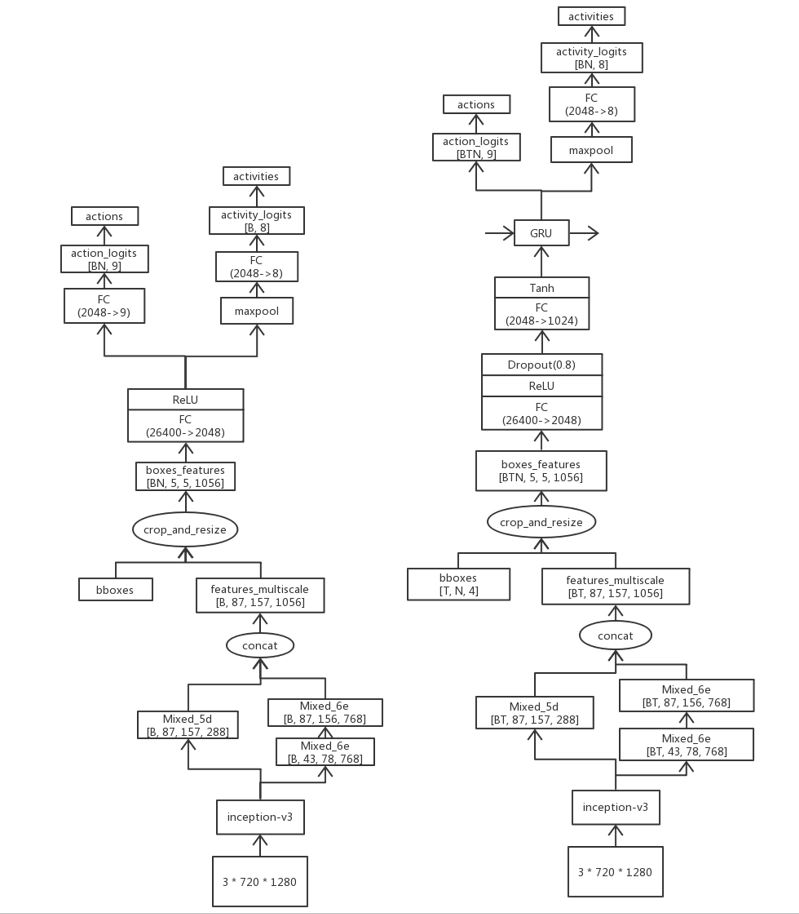 activities
activity_logits
[B, 8]
FC
(2048->8)
maxpool
actions
action_logits
[BN, 9]
FC
(2048->9)
ReLU
FC
(26400->2048)
boxes_features
[BN, 5, 5, 1056]
crop_and_resize
bboxes
features_multiscale
[B, 87, 157, 1056]
concat
Mixed_5d
[B, 87, 157, 288]
Mixed_6e
[B, 87, 156, 768]
Mixed_6e
[B, 43, 78, 768]
inception-v3
3 * 720 * 1280
activities
activity_logits
[BN, 8]
FC
(2048->8)
maxpool
actions
action_logits
[BTN, 9]
GRU
Tanh
FC
(2048->1024)
Dropout(0.8)
ReLU
FC
(26400->2048)
boxes_features
[BTN, 5, 5, 1056]
crop_and_resize
bboxes
[T, N, 4]
features_multiscale
[BT, 87, 157, 1056]
concat
Mixed_5d
[BT, 87, 157, 288]
Mixed_6e
[BT, 87, 156, 768]
Mixed_6e
[BT, 43, 78, 768]
inception-v3
3 * 720 * 1280